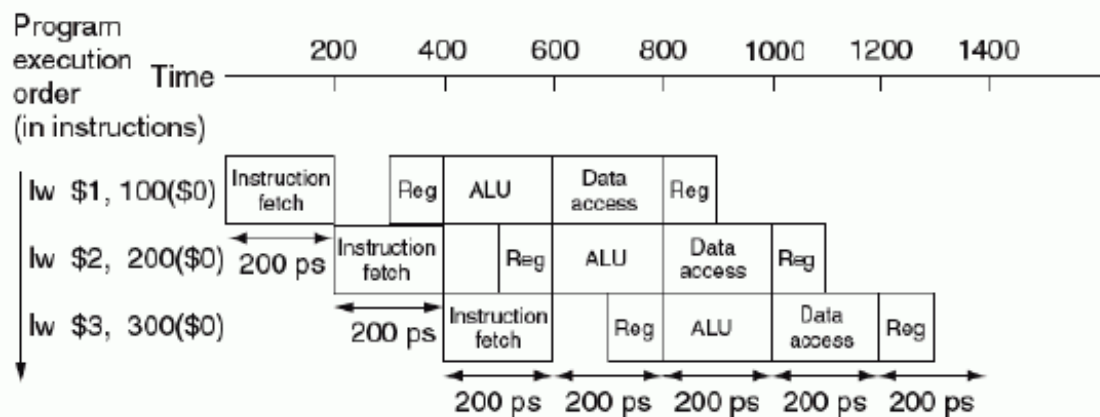 Program
execution
order
(in instructions)
Time
200 400 600 800 1000 1200 1400
lw $1, 100($0)
Instruction
fetch
Reg
ALU
Data
access
Reg
200 ps
lw $2, 200($0)
Instruction
fetch
Reg
ALU
Data
access
Reg
200 ps
lw $3, 300($0)
Instruction
fetch
Reg
ALU
Data
access
Reg
200 ps 200 ps 200 ps 200 ps 200 ps